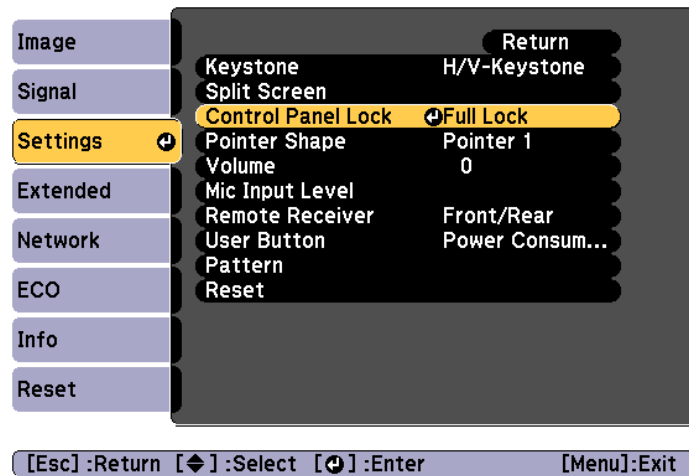 Image
Signal
Settings
Extended
Network
ECO
Info
Reset
Return
Keystone H/V-Keystone
Split Screen
Control Panel Lock Full Lock
Pointer Shape Pointer 1
Volume 0
Mic Input Level
Remote Receiver Front/Rear
User Button Power Consum...
Pattern
Reset
[Esc] :Return [◆] :Select [⏎] :Enter [Menu]:Exit